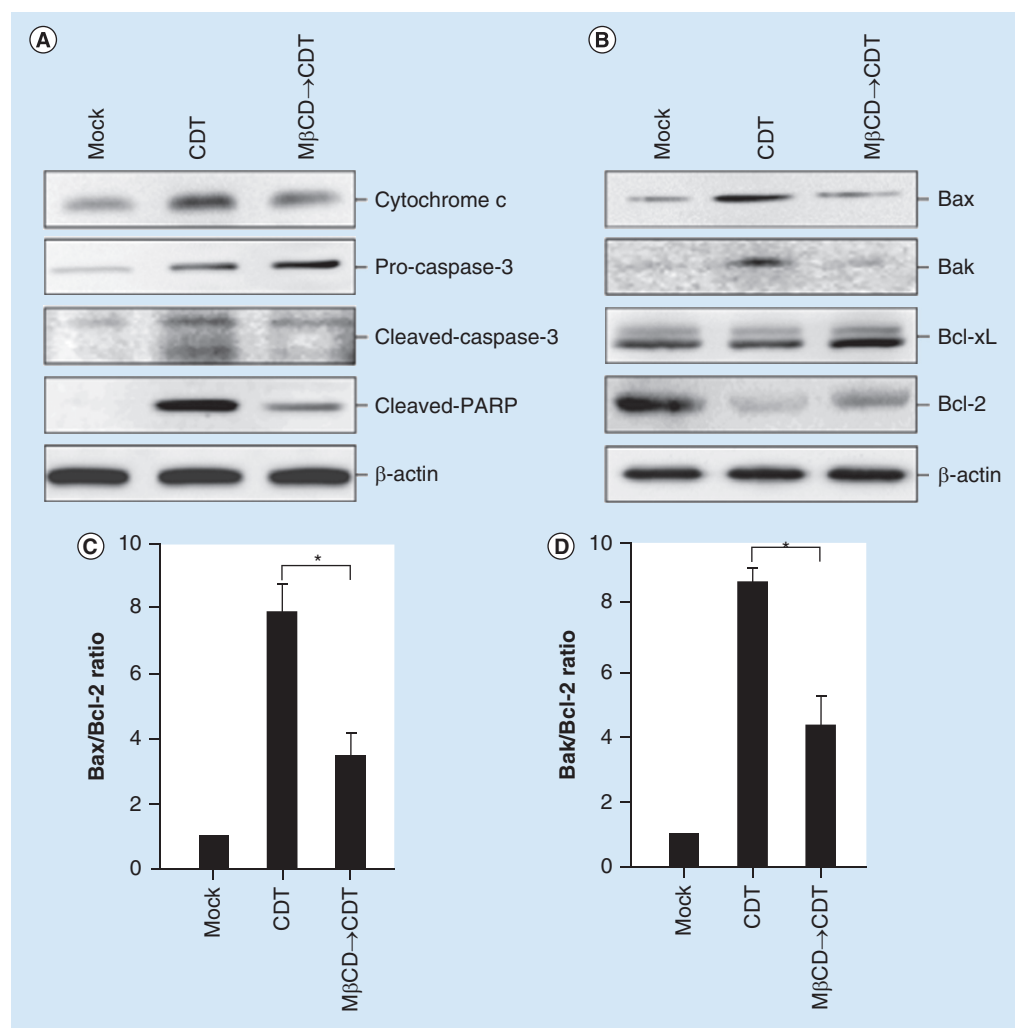 A
Mock
CDT
MβCD→CDT
Cytochrome c
Pro-caspase-3
Cleaved-caspase-3
Cleaved-PARP
β-actin
B
Mock
CDT
MβCD→CDT
Bax
Bak
Bcl-xL
Bcl-2
β-actin
C
Bax/Bcl-2 ratio
10
8
6
4
2
0
*
Mock
CDT
MβCD→CDT
D
Bak/Bcl-2 ratio
10
8
6
4
2
0
*
Mock
CDT
MβCD→CDT